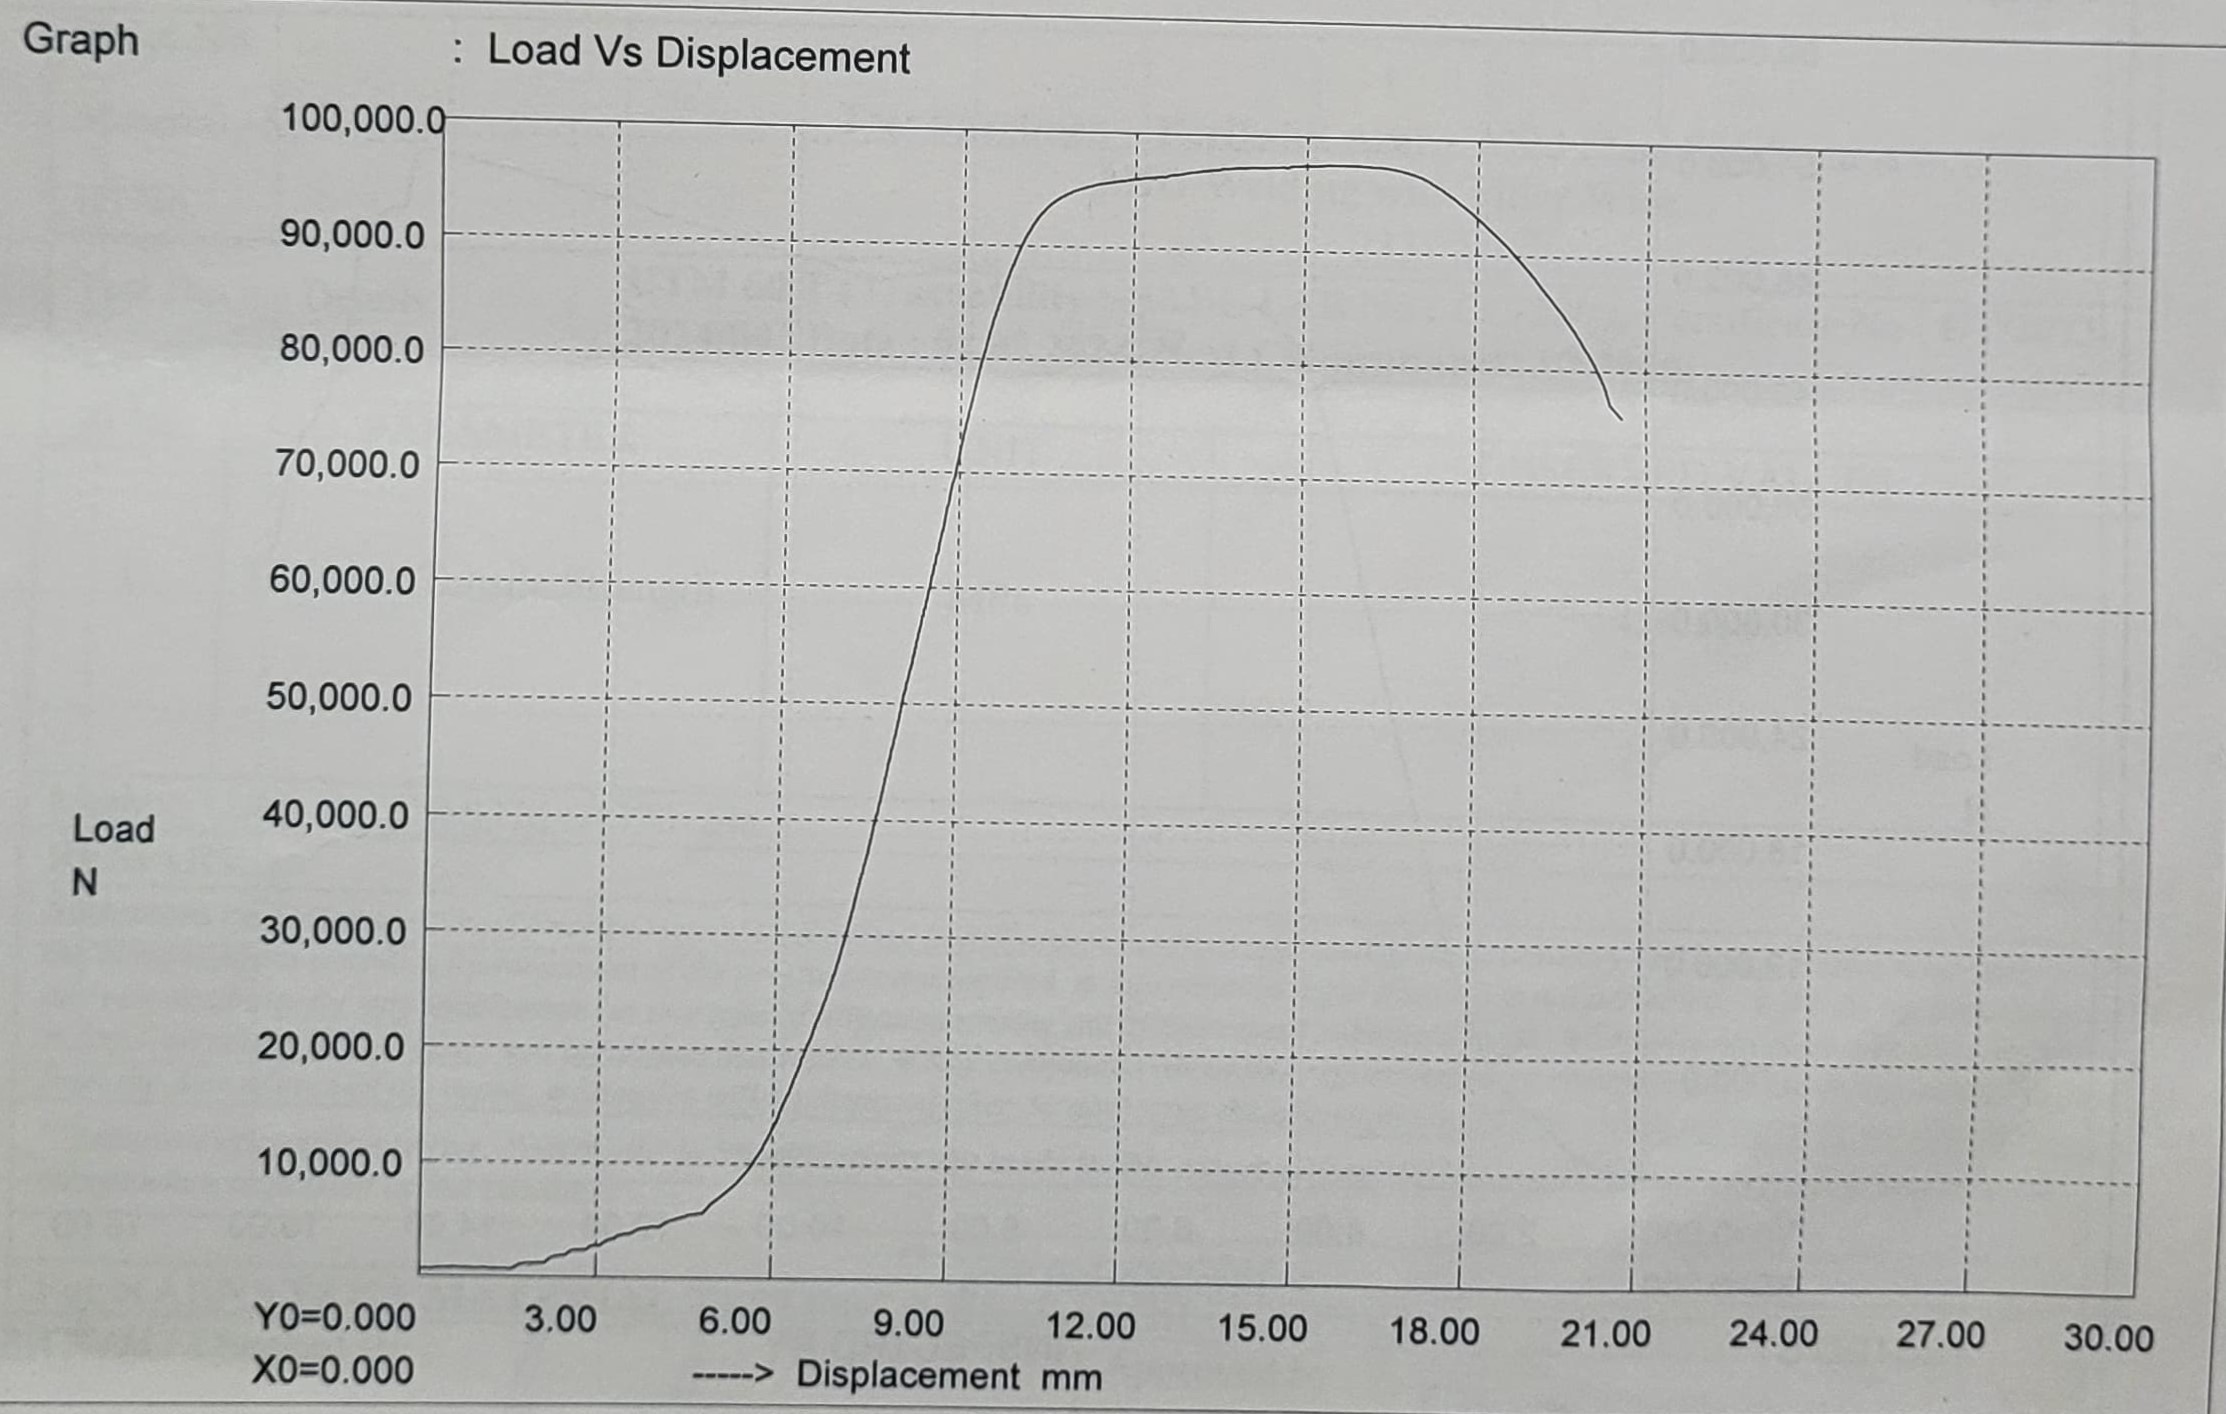 Graph : Load Vs Displacement
100,000.0
90,000.0
80,000.0
70,000.0
60,000.0
50,000.0
40,000.0
Load
N
30,000.0
20,000.0
10,000.0
Y0=0.000 3.00 6.00 9.00 12.00 15.00 18.00 21.00 24.00 27.00 30.00
X0=0.000 -----> Displacement mm